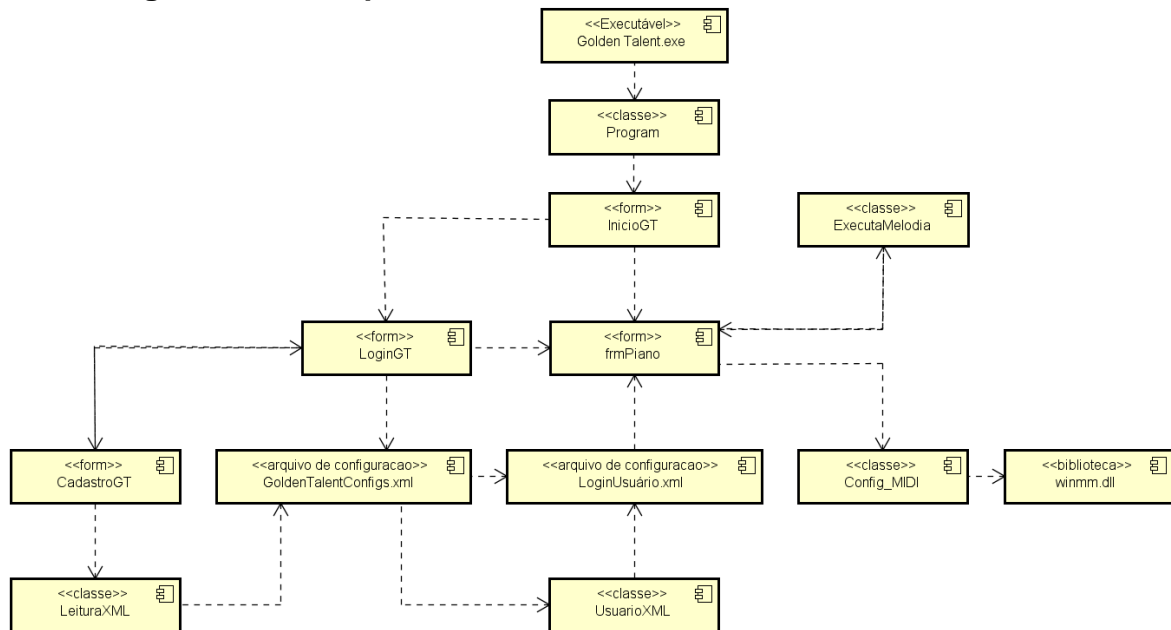 <<Executável>>
Golden Talent.exe
<<classe>>
Program
<<form>>
InicioGT
<<classe>>
ExecutaMelodia
<<form>>
LoginGT
<<form>>
frmPiano
<<form>>
CadastroGT
<<arquivo de configuracao>>
GoldenTalentConfigs.xml
<<arquivo de configuracao>>
LoginUsuário.xml
<<classe>>
Config_MIDI
<<biblioteca>>
winmm.dll
<<classe>>
LeituraXML
<<classe>>
UsuarioXML